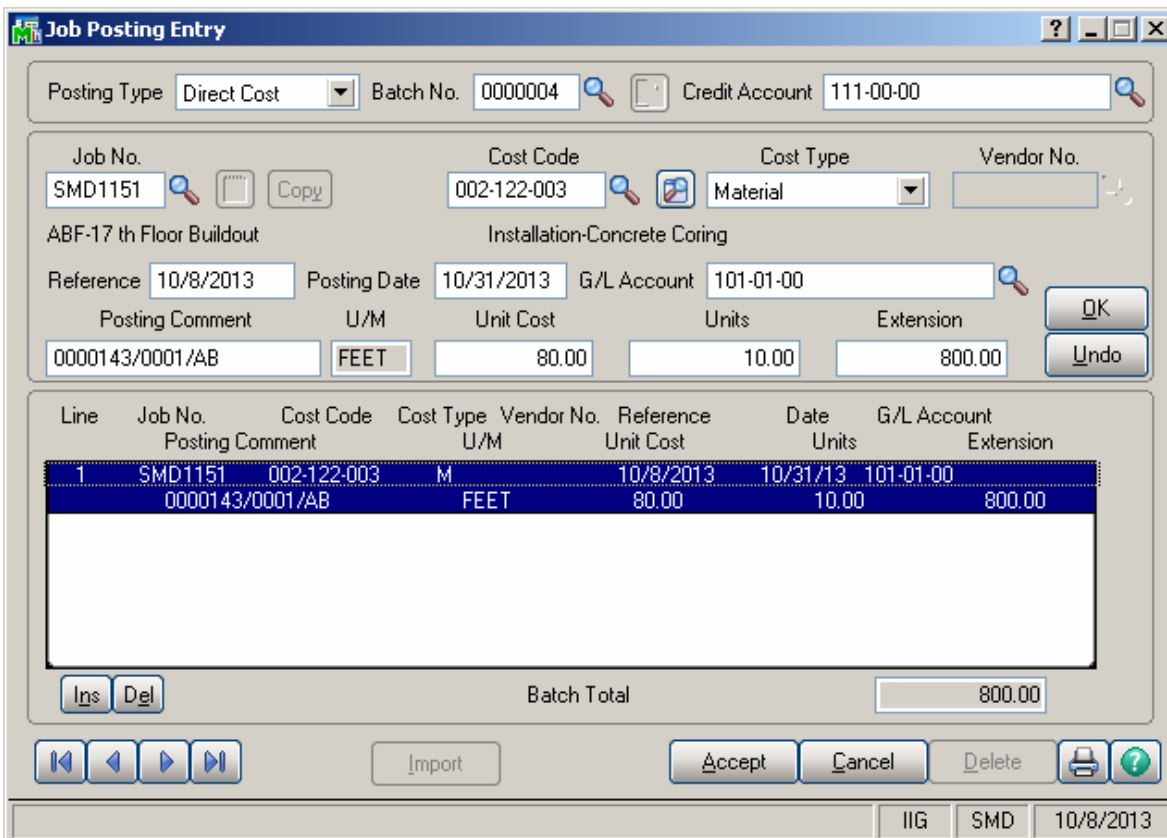 Job Posting Entry
Posting Type Direct Cost Batch No. 0000004 Credit Account 111-00-00
Job No. Cost Code Cost Type Vendor No.
SMD1151 Copy 002-122-003 Material
ABF-17 th Floor Buildout Installation-Concrete Coring
Reference 10/8/2013 Posting Date 10/31/2013 G/L Account 101-01-00
OK
Posting Comment U/M Unit Cost Units Extension
0000143/0001/AB FEET 80.00 10.00 800.00 Undo
Line Job No. Cost Code Cost Type Vendor No. Reference Date G/L Account
Posting Comment U/M Unit Cost Units Extension
1 SMD1151 002-122-003 M 10/8/2013 10/31/13 101-01-00
0000143/0001/AB FEET 80.00 10.00 800.00
Ins Del Batch Total 800.00
Import Accept Cancel Delete
IIG SMD 10/8/2013